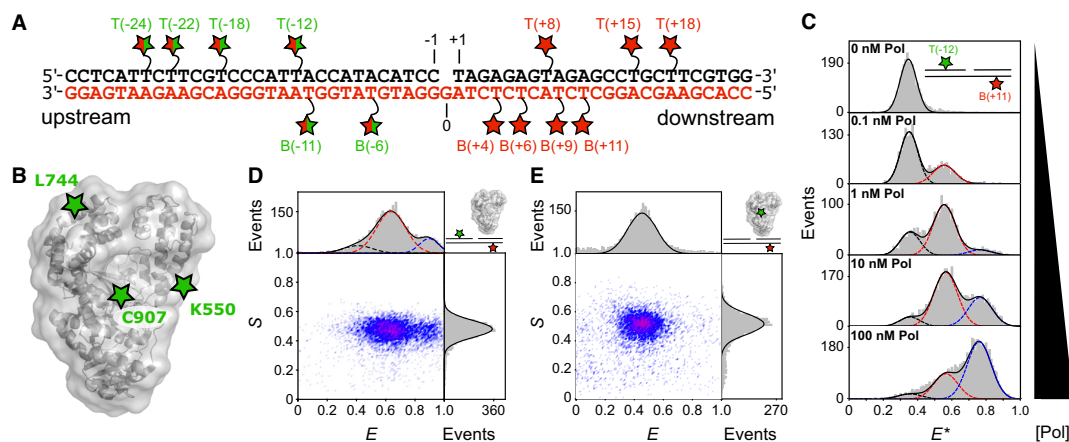 A
T(-24) T(-22) T(-18) T(-12) T(+8) T(+15) T(+18)
-1 +1
5'-CCTCATTCTTCGTCCCATTACCATACATCC TAGAGAGTAGAGCCTGCTTCGTGG-3'
3'-GGAGTAAGAAGCAGGGTAATGGTATGTAGGGATCTCTCATCTCGGACGAAGCACC-5'
upstream 0 downstream
B(-11) B(-6) B(+4) B(+6) B(+9) B(+11)
B
L744
K550
C907
D
Events
150
1.0
1.0
0.8
0.6
0.4
0.2
0
S
0 0.2 0.4 0.6 0.8 1.0 360
E Events
E
Events
150
1.0
0.8
0.6
0.4
0.2
0
S
0 0.2 0.4 0.6 0.8 1.0 270
E Events
C
Events
0 nM Pol
190
T(-12)
B(+11)
0.1 nM Pol
130
1 nM Pol
100
10 nM Pol
170
100 nM Pol
180
0 0.2 0.4 0.6 0.8 1.0
E*
[Pol]